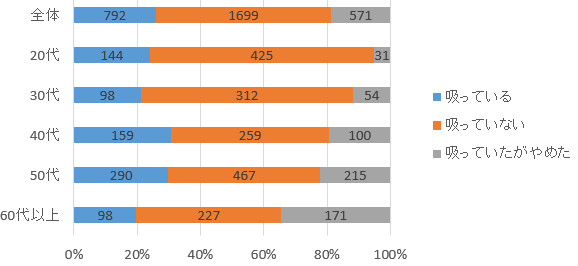 全体 792 1699 571
20代 144 425 31
30代 98 312 54
40代 159 259 100
50代 290 467 215
60代以上 98 227 171
0% 20% 40% 60% 80% 100%
吸っている
吸っていない
吸っていたがやめた